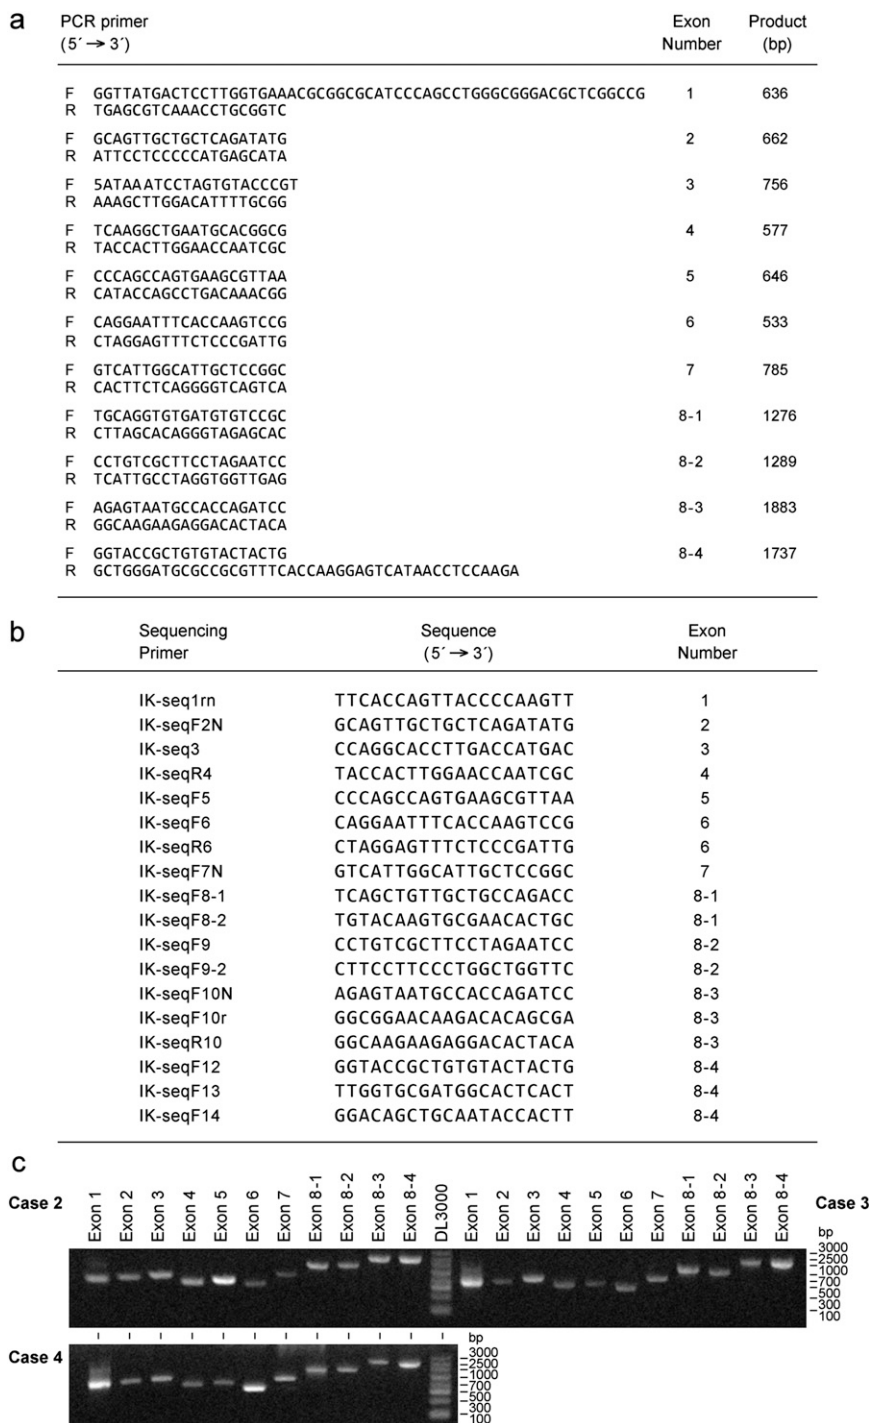 a
PCR primer Exon Product
(5´ → 3´) Number (bp)
F GGTTATGACTCCTTGGTGAAACGCGGCGCATCCCAGCCTGGGCGGGACGCTCGGCCG 1 636
R TGAGCGTCAAACCTGCGGTC
F GCAGTTGCTGCTCAGATATG 2 662
R ATTCCTCCCCCATGAGCATA
F 5ATAAATCCTAGTGTACCCGT 3 756
R AAAGCTTGGACATTTTGCGG
F TCAAGGCTGAATGCACGGCG 4 577
R TACCACTTGGAACCAATCGC
F CCCAGCCAGTGAAGCGTTAA 5 646
R CATACCAGCCTGACAAACGG
F CAGGAATTTCACCAAGTCCG 6 533
R CTAGGAGTTTCTCCCGATTG
F GTCATTGGCATTGCTCCGGC 7 785
R CACTTCTCAGGGGTCAGTCA
F TGCAGGTGTGATGTGTCCGC 8-1 1276
R CTTAGCACAGGGTAGAGCAC
F CCTGTCGCTTCCTAGAATCC 8-2 1289
R TCATTGCCTAGGTGGTTGAG
F AGAGTAATGCCACCAGATCC 8-3 1883
R GGCAAGAAGAGGACACTACA
F GGTACCGCTGTGTACTACTG 8-4 1737
R GCTGGGATGCGCCGCGTTTCACCAAGGAGTCATAACCTCCAAGA
b
Sequencing Sequence Exon
Primer (5´ → 3´) Number
IK-seq1rn TTCACCAGTTACCCCAAGTT 1
IK-seqF2N GCAGTTGCTGCTCAGATATG 2
IK-seq3 CCAGGCACCTTGACCATGAC 3
IK-seqR4 TACCACTTGGAACCAATCGC 4
IK-seqF5 CCCAGCCAGTGAAGCGTTAA 5
IK-seqF6 CAGGAATTTCACCAAGTCCG 6
IK-seqR6 CTAGGAGTTTCTCCCGATTG 6
IK-seqF7N GTCATTGGCATTGCTCCGGC 7
IK-seqF8-1 TCAGCTGTTGCTGCCAGACC 8-1
IK-seqF8-2 TGTACAAGTGCGAACACTGC 8-1
IK-seqF9 CCTGTCGCTTCCTAGAATCC 8-2
IK-seqF9-2 CTTCCTTCCCTGGCTGGTTC 8-2
IK-seqF10N AGAGTAATGCCACCAGATCC 8-3
IK-seqF10r GGCGGAACAAGACACAGCGA 8-3
IK-seqR10 GGCAAGAAGAGGACACTACA 8-3
IK-seqF12 GGTACCGCTGTGTACTACTG 8-4
IK-seqF13 TTGGTGCGATGGCACTCACT 8-4
IK-seqF14 GGACAGCTGCAATACCACTT 8-4
c
Case 2 Exon 1 Exon 2 Exon 3 Exon 4 Exon 5 Exon 6 Exon 7 Exon 8-1 Exon 8-2 Exon 8-3 Exon 8-4 DL3000 Exon 1 Exon 2 Exon 3 Exon 4 Exon 5 Exon 6 Exon 7 Exon 8-1 Exon 8-2 Exon 8-3 Exon 8-4 Case 3
bp
3000
2500
1000
700
500
300
100
Case 4
bp
3000
2500
1000
700
500
300
100